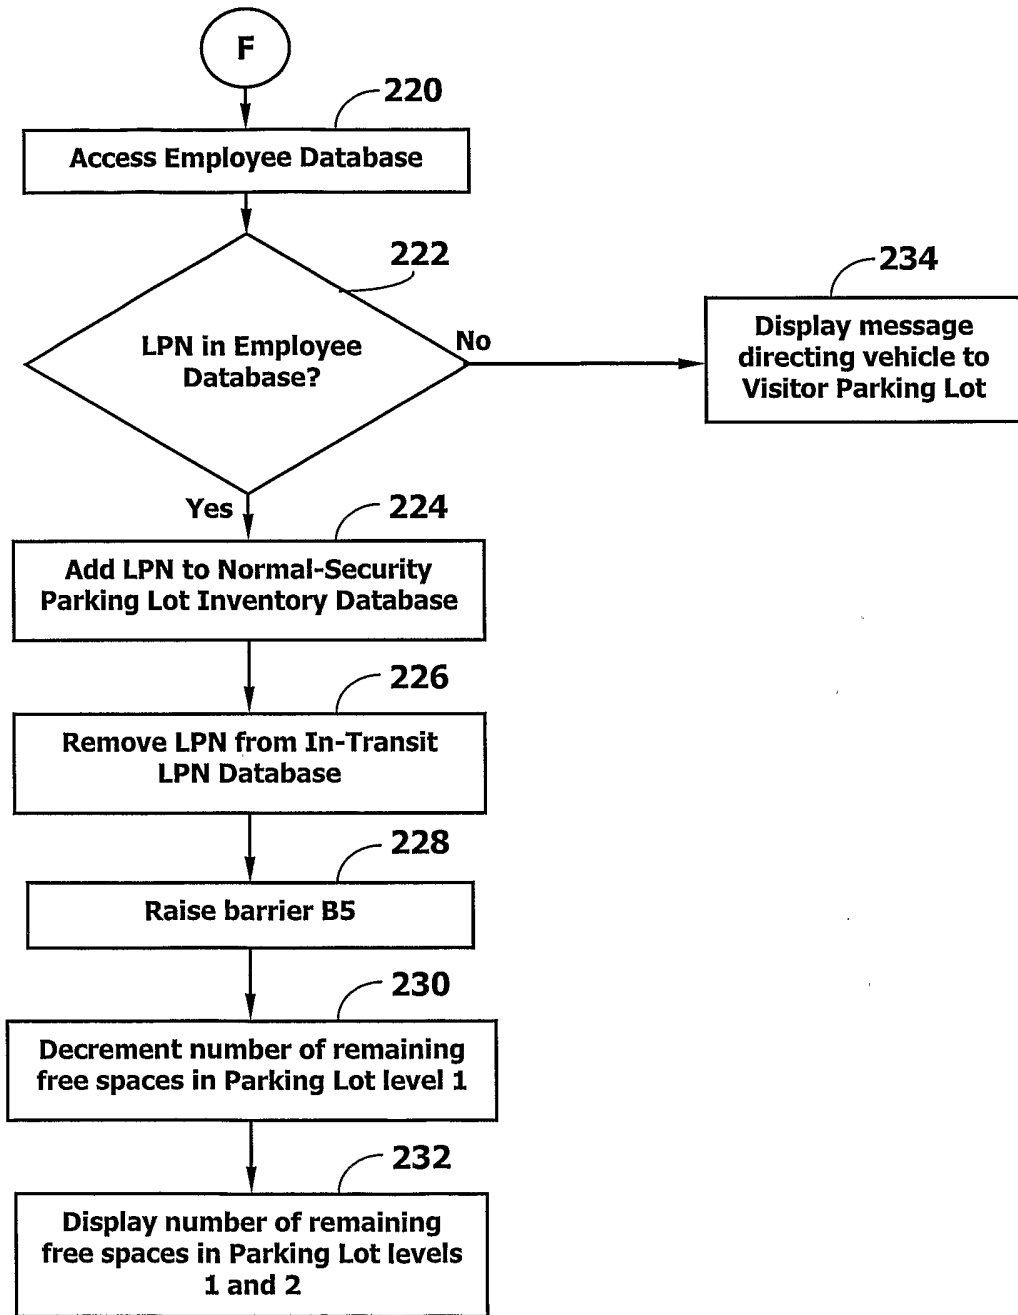 F
220
Access Employee Database
222
LPN in Employee
Database?
No
234
Display message
directing vehicle to
Visitor Parking Lot
Yes
224
Add LPN to Normal-Security
Parking Lot Inventory Database
226
Remove LPN from In-Transit
LPN Database
228
Raise barrier B5
230
Decrement number of remaining
free spaces in Parking Lot level 1
232
Display number of remaining
free spaces in Parking Lot levels
1 and 2